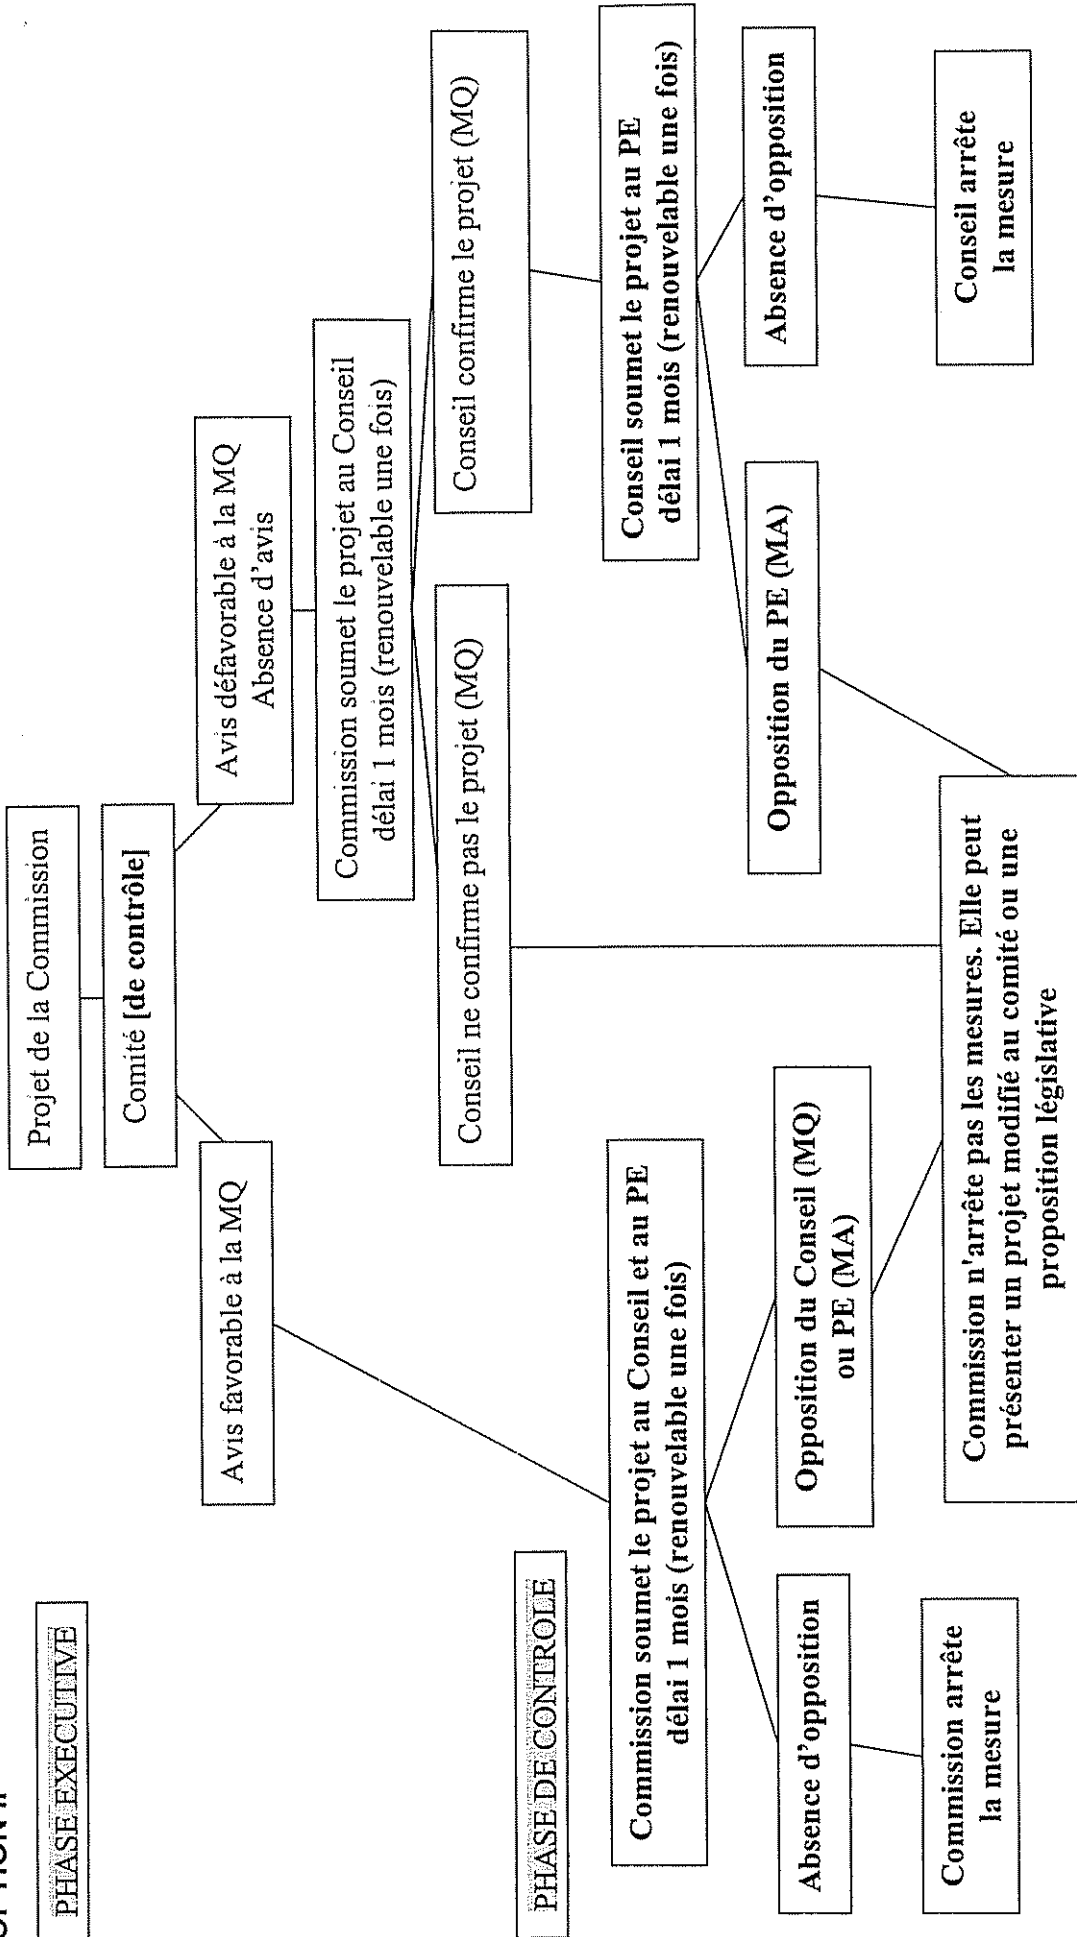 PHASE EXECUTIVE
Projet de la Commission
Comité [de contrôle]
Avis favorable à la MQ
Avis défavorable à la MQ
Absence d'avis
Commission soumet le projet au Conseil
délai 1 mois (renouvelable une fois)
Conseil ne confirme pas le projet (MQ)
Conseil confirme le projet (MQ)
PHASE DE CONTROLE
Commission soumet le projet au Conseil et au PE
délai 1 mois (renouvelable une fois)
Conseil soumet le projet au PE
délai 1 mois (renouvelable une fois)
Absence d'opposition
Opposition du Conseil (MQ)
ou PE (MA)
Opposition du PE (MA)
Absence d'opposition
Commission arrête
la mesure
Commission n'arrête pas les mesures. Elle peut
présenter un projet modifié au comité ou une
proposition législative
Conseil arrête
la mesure